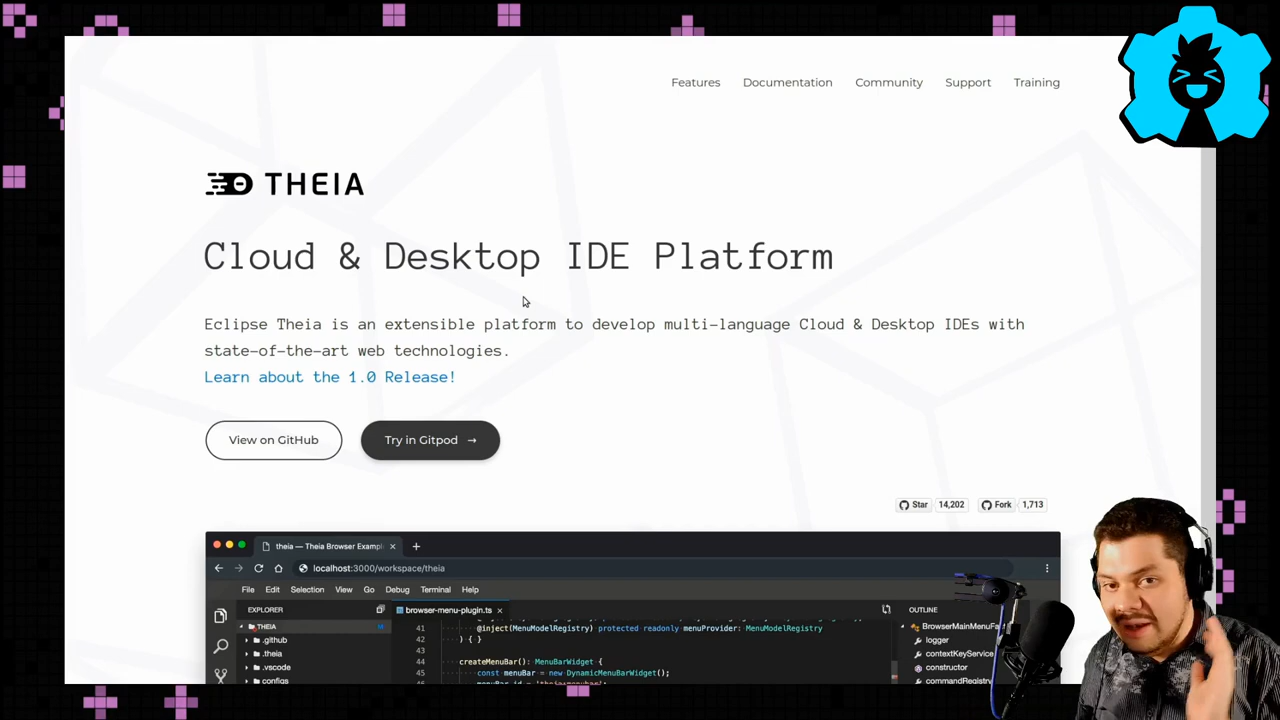 Features Documentation Community Support Training
THEIA
Cloud & Desktop IDE Platform
Eclipse Theia is an extensible platform to develop multi-language Cloud & Desktop IDEs with
state-of-the-art web technologies.
Learn about the 1.0 Release!
View on GitHub Try in Gitpod →
Star 14,202 Fork 1,713
theia — Theia Browser Exampl × +
localhost:3000/workspace/theia
File Edit Selection View Go Debug Terminal Help
EXPLORER browser-menu-plugin.ts × OUTLINE
THEIA M 41 @inject(MenuModelRegistry) protected readonly menuProvider: MenuModelRegistry BrowserMainMenuFa
.github 42 ) { } logger
.theia 43 contextKeyService
.vscode 44 createMenuBar(): MenuBarWidget { constructor
configs 45 const menuBar = new DynamicMenuBarWidget(); commandRegistry